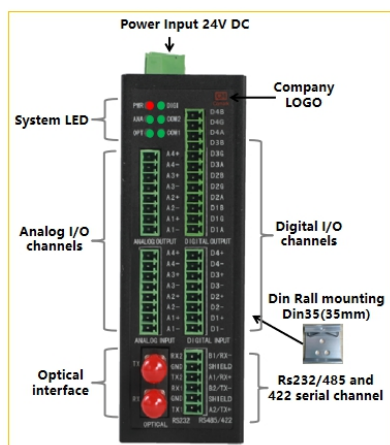 Power Input 24V DC
Company
LOGO
System LED
PWR DIGI
ARA COM2
OPT COM1
D4B
D4G
D4A
D3B
D3G
D3A
D2B
D2G
D2A
D1B
D1G
D1A
A4+
A4-
A3+
A3-
A2+
A2-
A1+
A1-
ANALOG OUTPUT DIGITAL OUTPUT
Analog I/O
channels
Digital I/O
channels
A4+ D4+
A4- D4-
A3+ D3+
A3- D3-
A2+ D2+
A2- D2-
A1+ D1+
A1- D1-
ANALOG INPUT DIGITAL INPUT
Din Rall mounting
Din35(35mm)
Optical
interface
TX
RX
RX2 B1/RX-
GND SHIELD
TX2 A1/RX+
RX1 B2/TX-
GND SHIELD
TX1 A2/TX+
OPTICAL RS232 RS485/422
Rs232/485 and
422 serial channel